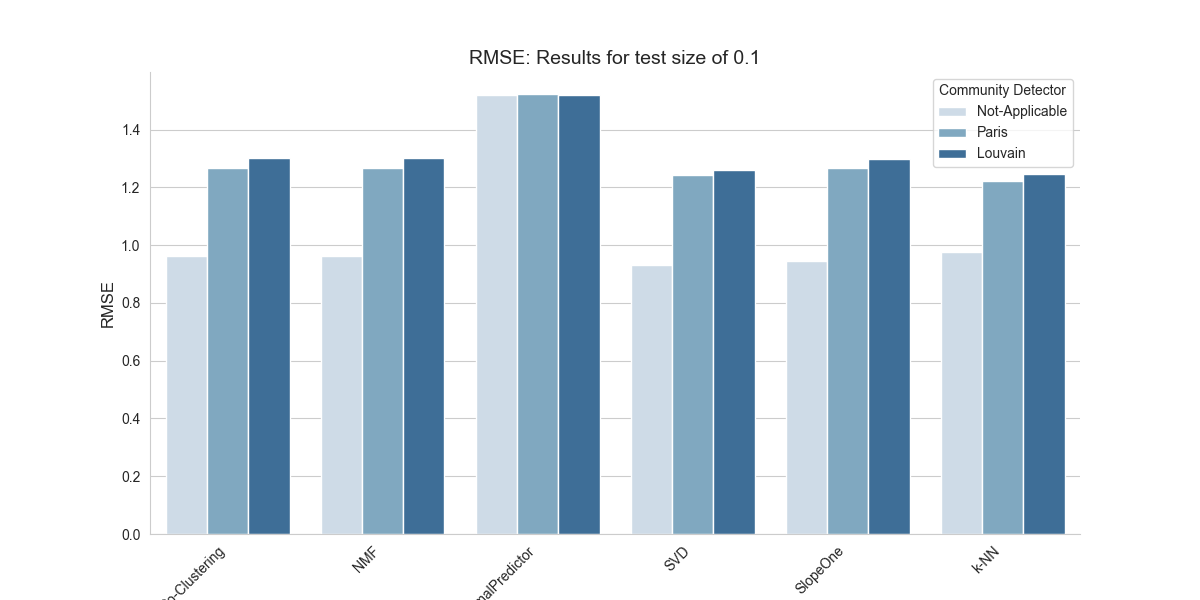 RMSE: Results for test size of 0.1
Community Detector
Not-Applicable
Paris
Louvain
RMSE
1.4
1.2
1.0
0.8
0.6
0.4
0.2
0.0
NMF
SVD
SlopeOne
k-NN